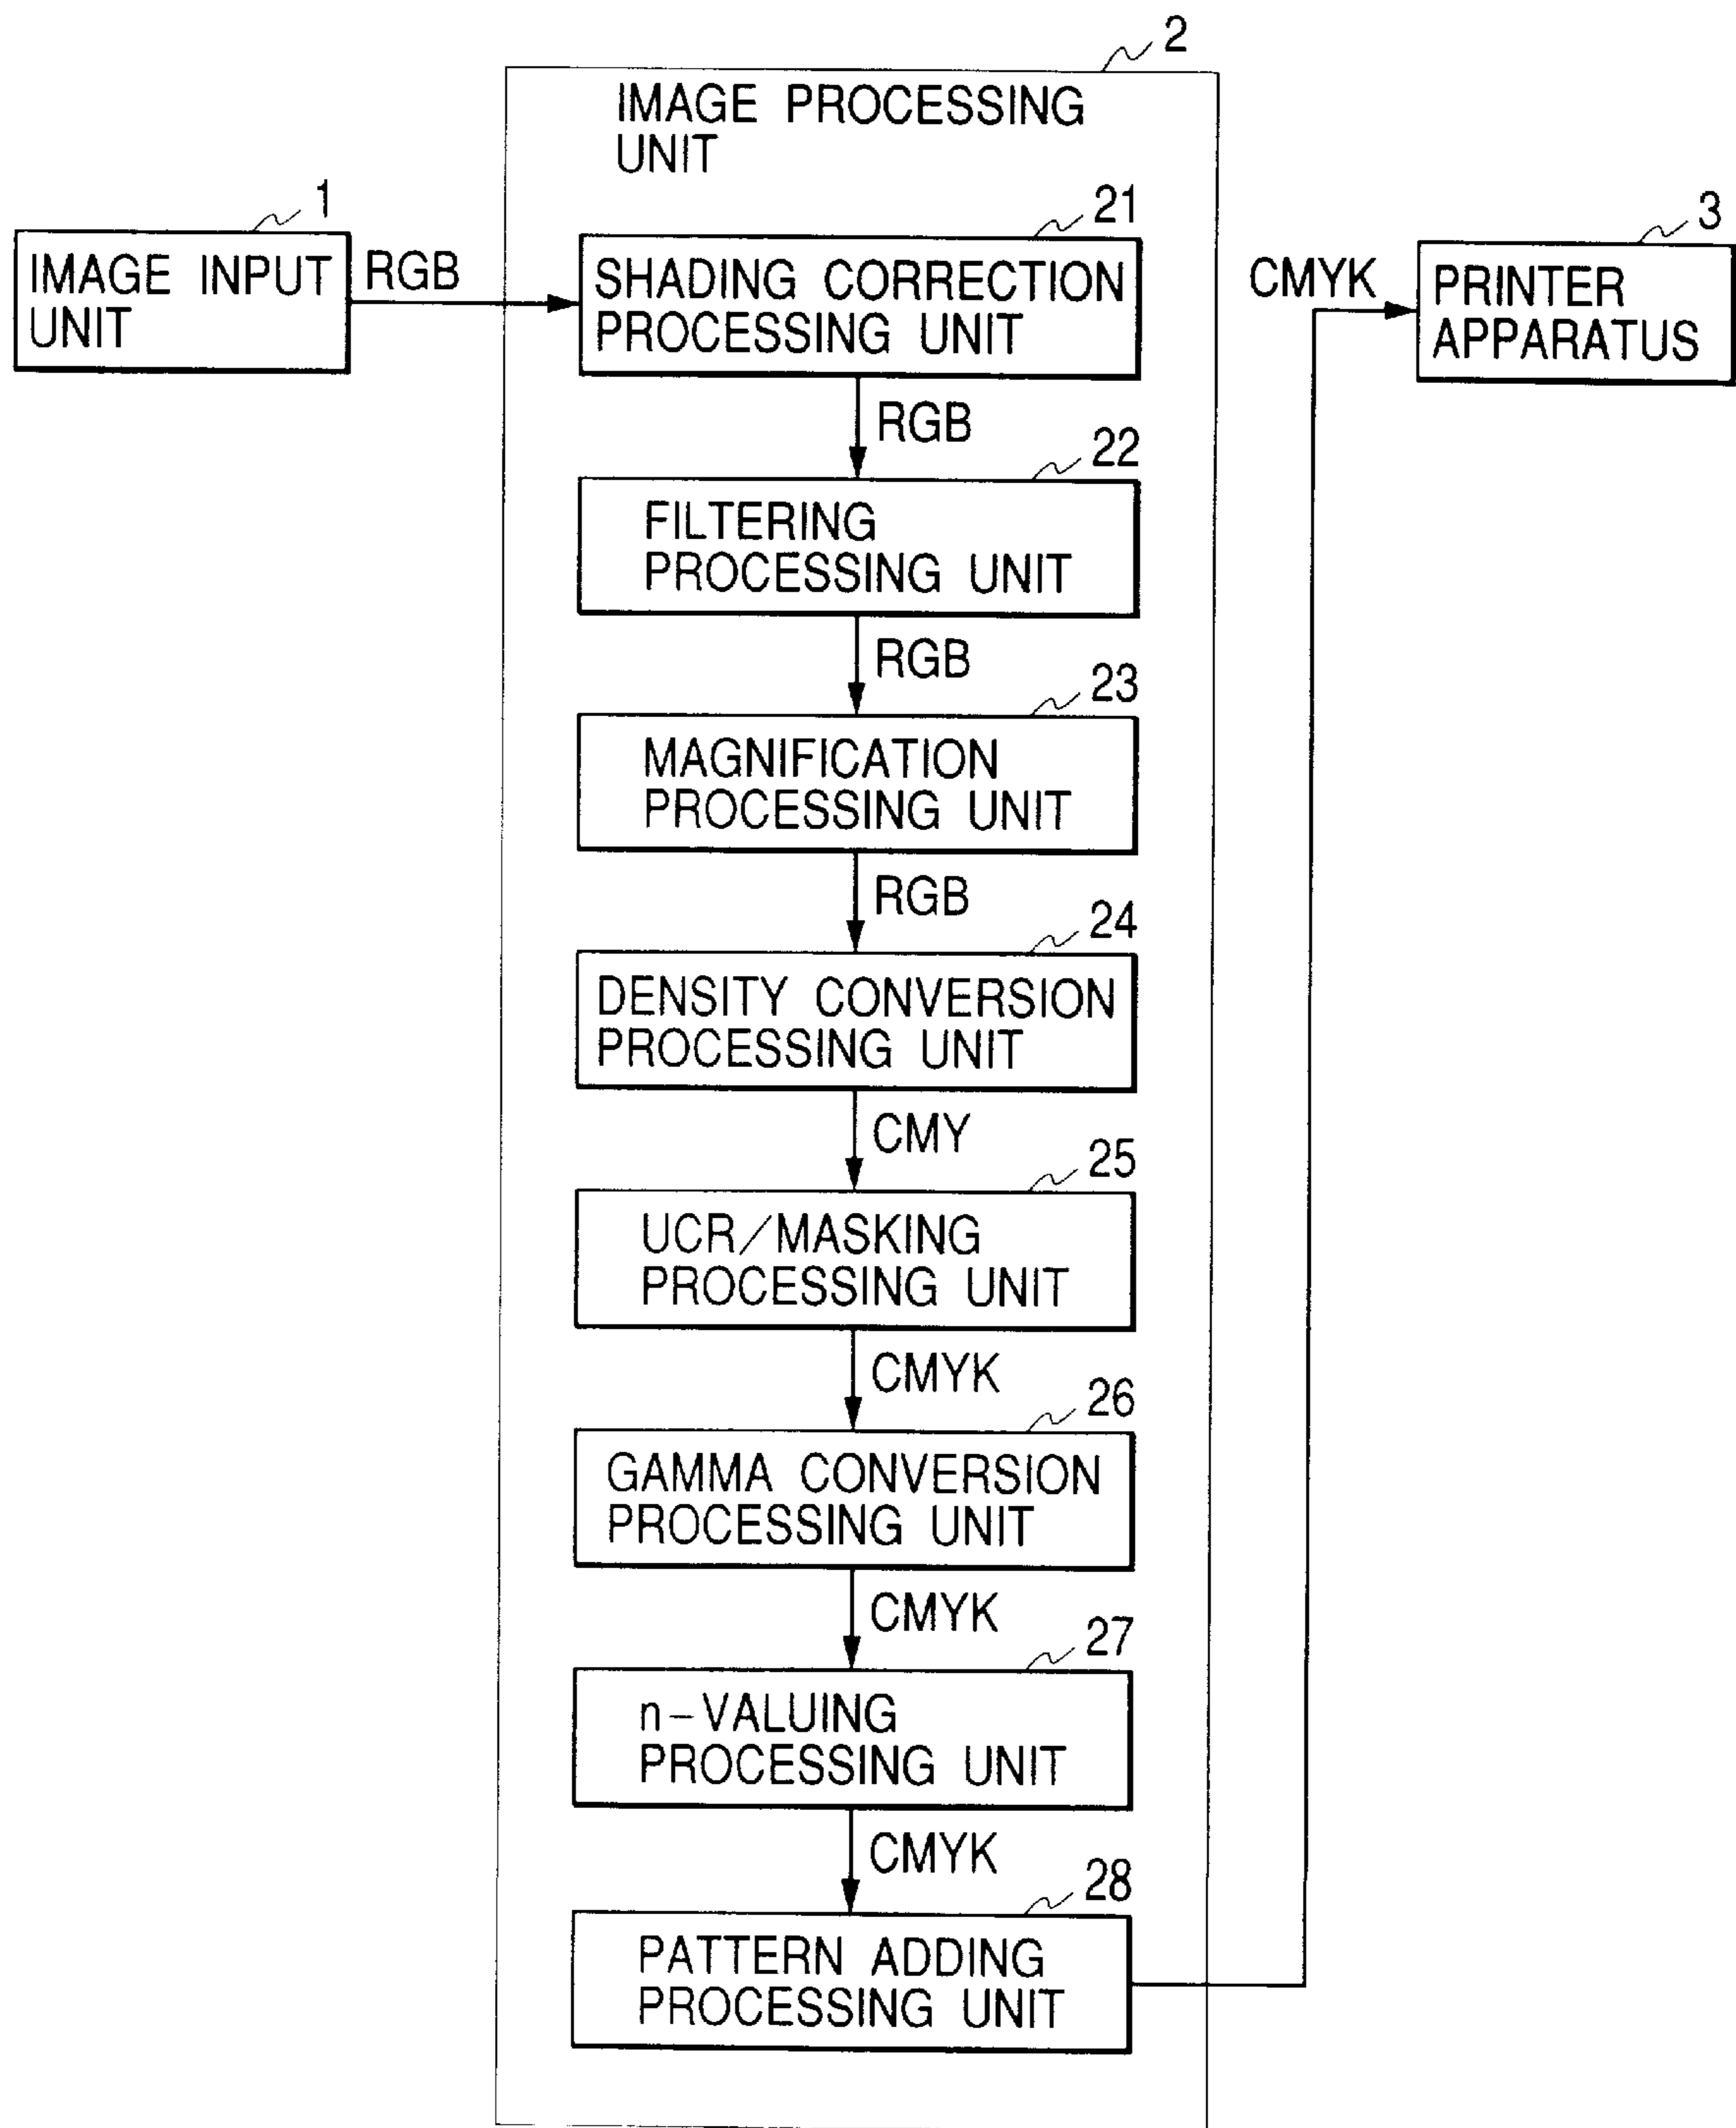 2
IMAGE PROCESSING
UNIT
1
IMAGE INPUT
UNIT
RGB
21
SHADING CORRECTION
PROCESSING UNIT
CMYK
3
PRINTER
APPARATUS
RGB
22
FILTERING
PROCESSING UNIT
RGB
23
MAGNIFICATION
PROCESSING UNIT
RGB
24
DENSITY CONVERSION
PROCESSING UNIT
CMY
25
UCR/MASKING
PROCESSING UNIT
CMYK
26
GAMMA CONVERSION
PROCESSING UNIT
CMYK
27
n-VALUING
PROCESSING UNIT
CMYK
28
PATTERN ADDING
PROCESSING UNIT